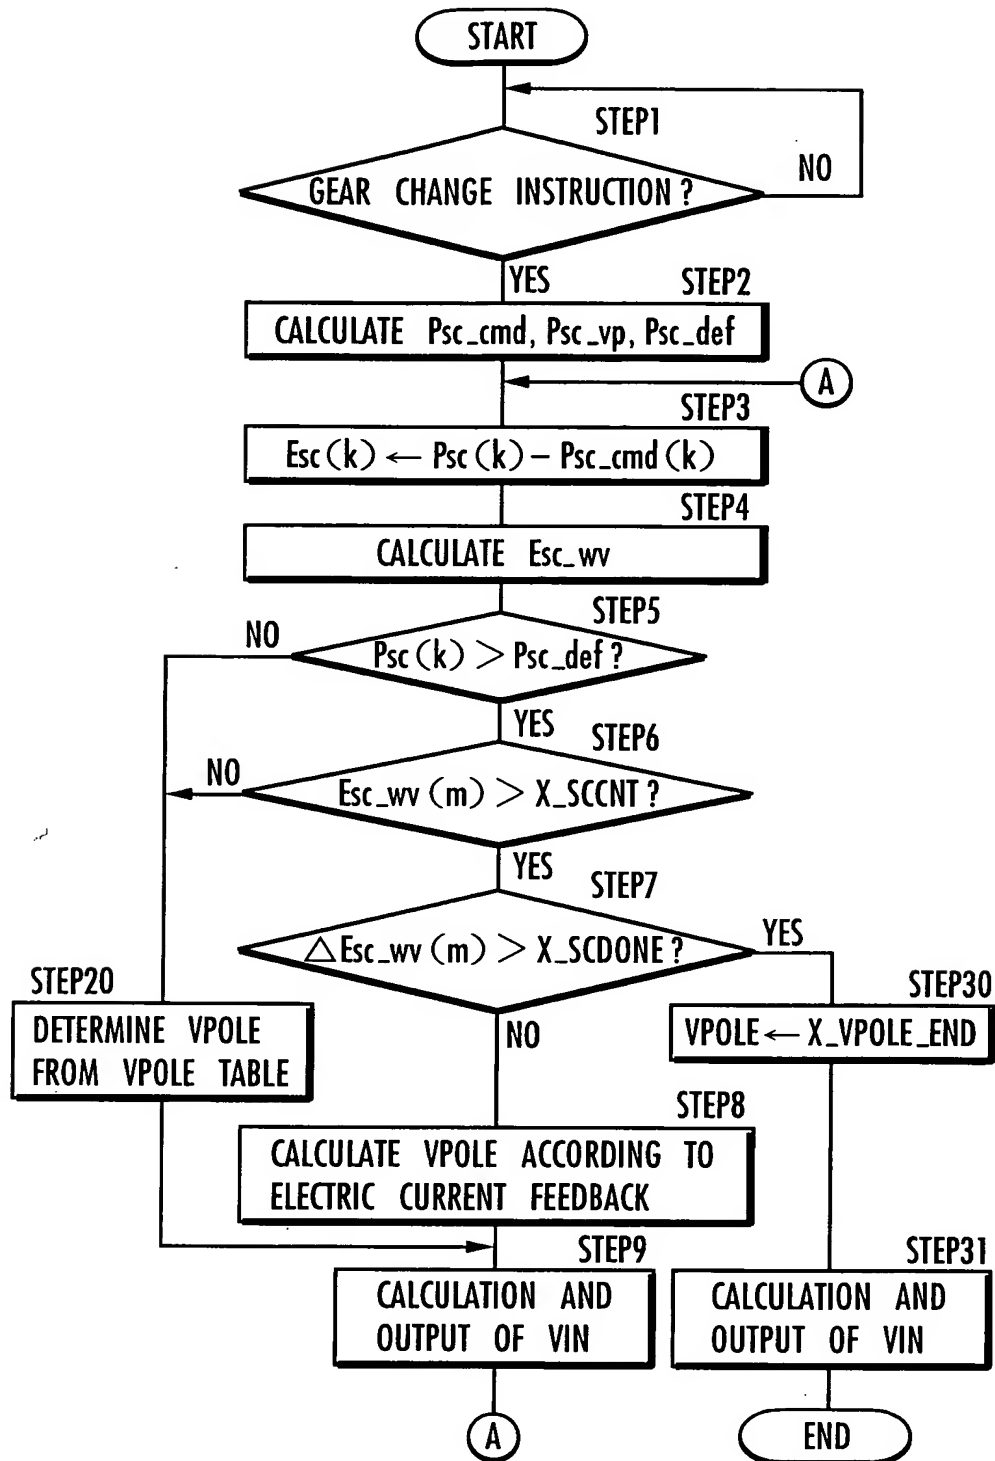 START
STEP1
GEAR CHANGE INSTRUCTION ?
NO
YES
STEP2
CALCULATE Psc_cmd, Psc_vp, Psc_def
A
STEP3
Esc(k) ← Psc(k) − Psc_cmd(k)
STEP4
CALCULATE Esc_wv
STEP5
NO
Psc(k) > Psc_def ?
YES
STEP6
NO
Esc_wv(m) > X_SCCNT ?
YES
STEP7
△Esc_wv(m) > X_SCDONE ?
YES
STEP20
STEP30
DETERMINE VPOLE
FROM VPOLE TABLE
NO
VPOLE ← X_VPOLE_END
STEP8
CALCULATE VPOLE ACCORDING TO
ELECTRIC CURRENT FEEDBACK
STEP9
STEP31
CALCULATION AND
OUTPUT OF VIN
CALCULATION AND
OUTPUT OF VIN
A
END